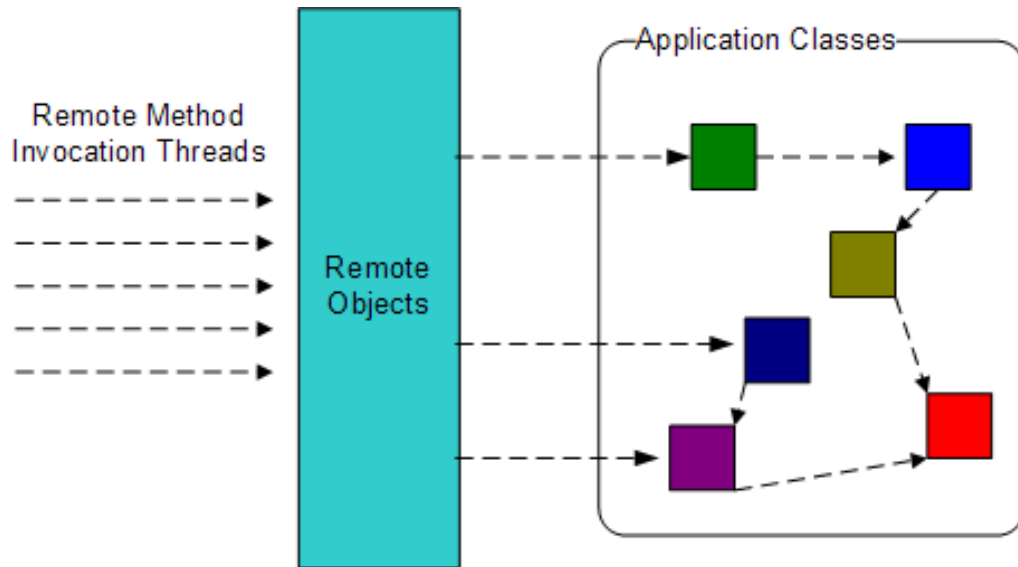 Application Classes
Remote Method
Invocation Threads
Remote
Objects